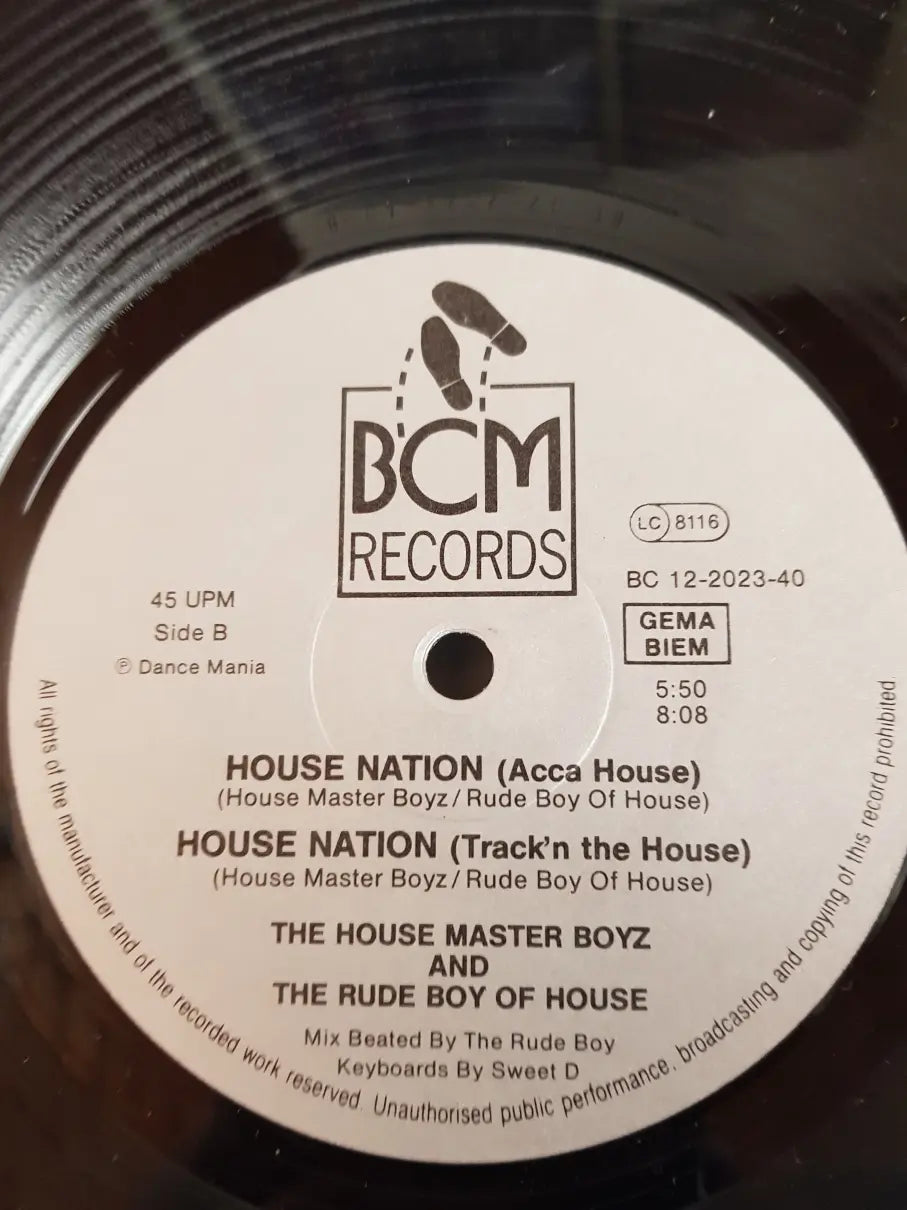 BCM
RECORDS
LC 8116
BC 12-2023-40
GEMA
BIEM
5:50
8:08
45 UPM
Side B
℗ Dance Mania
HOUSE NATION (Acca House)
(House Master Boyz/Rude Boy Of House)
HOUSE NATION (Track'n the House)
(House Master Boyz/Rude Boy Of House)
THE HOUSE MASTER BOYZ
AND
THE RUDE BOY OF HOUSE
Mix Beated By The Rude Boy
Keyboards By Sweet D
All rights of the manufacturer and of the recorded work reserved. Unauthorised public performance, broadcasting and copying of this record prohibited.